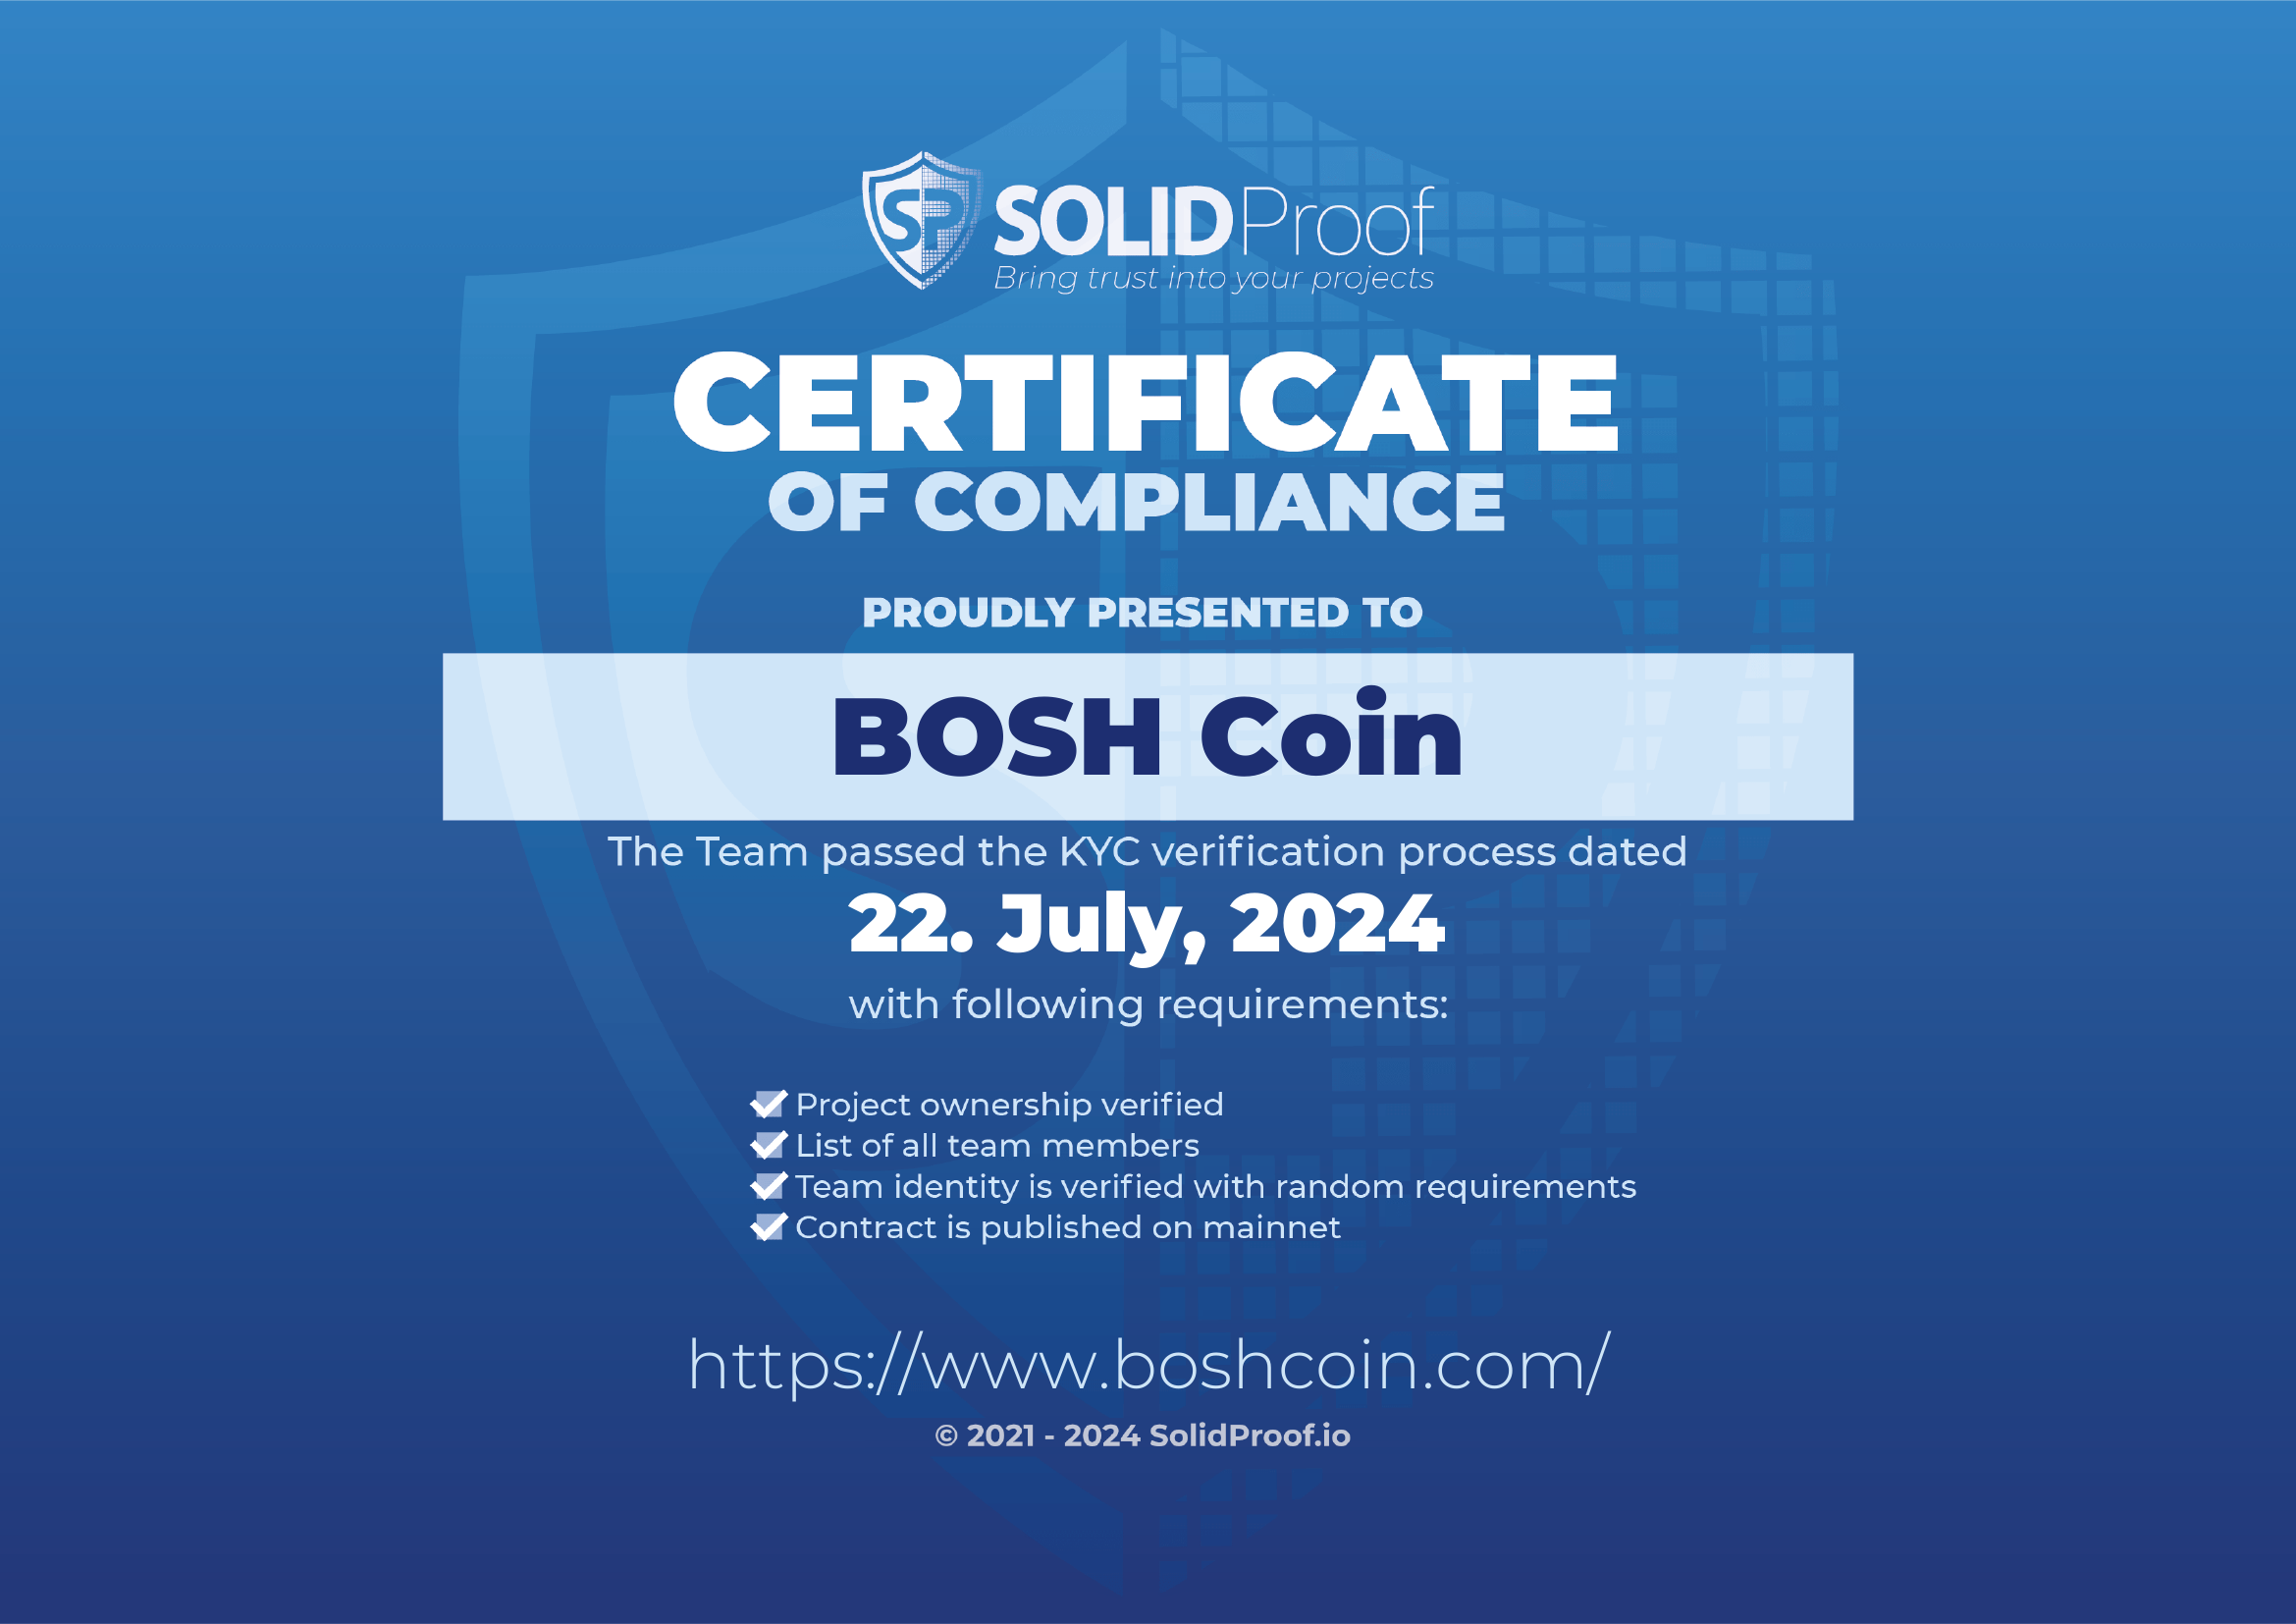 SP SOLIDProof
Bring trust into your projects
CERTIFICATE
OF COMPLIANCE
PROUDLY PRESENTED TO
BOSH Coin
The Team passed the KYC verification process dated
22. July, 2024
with following requirements:
Project ownership verified
List of all team members
Team identity is verified with random requirements
Contract is published on mainnet
https://www.boshcoin.com/
© 2021 - 2024 SolidProof.io